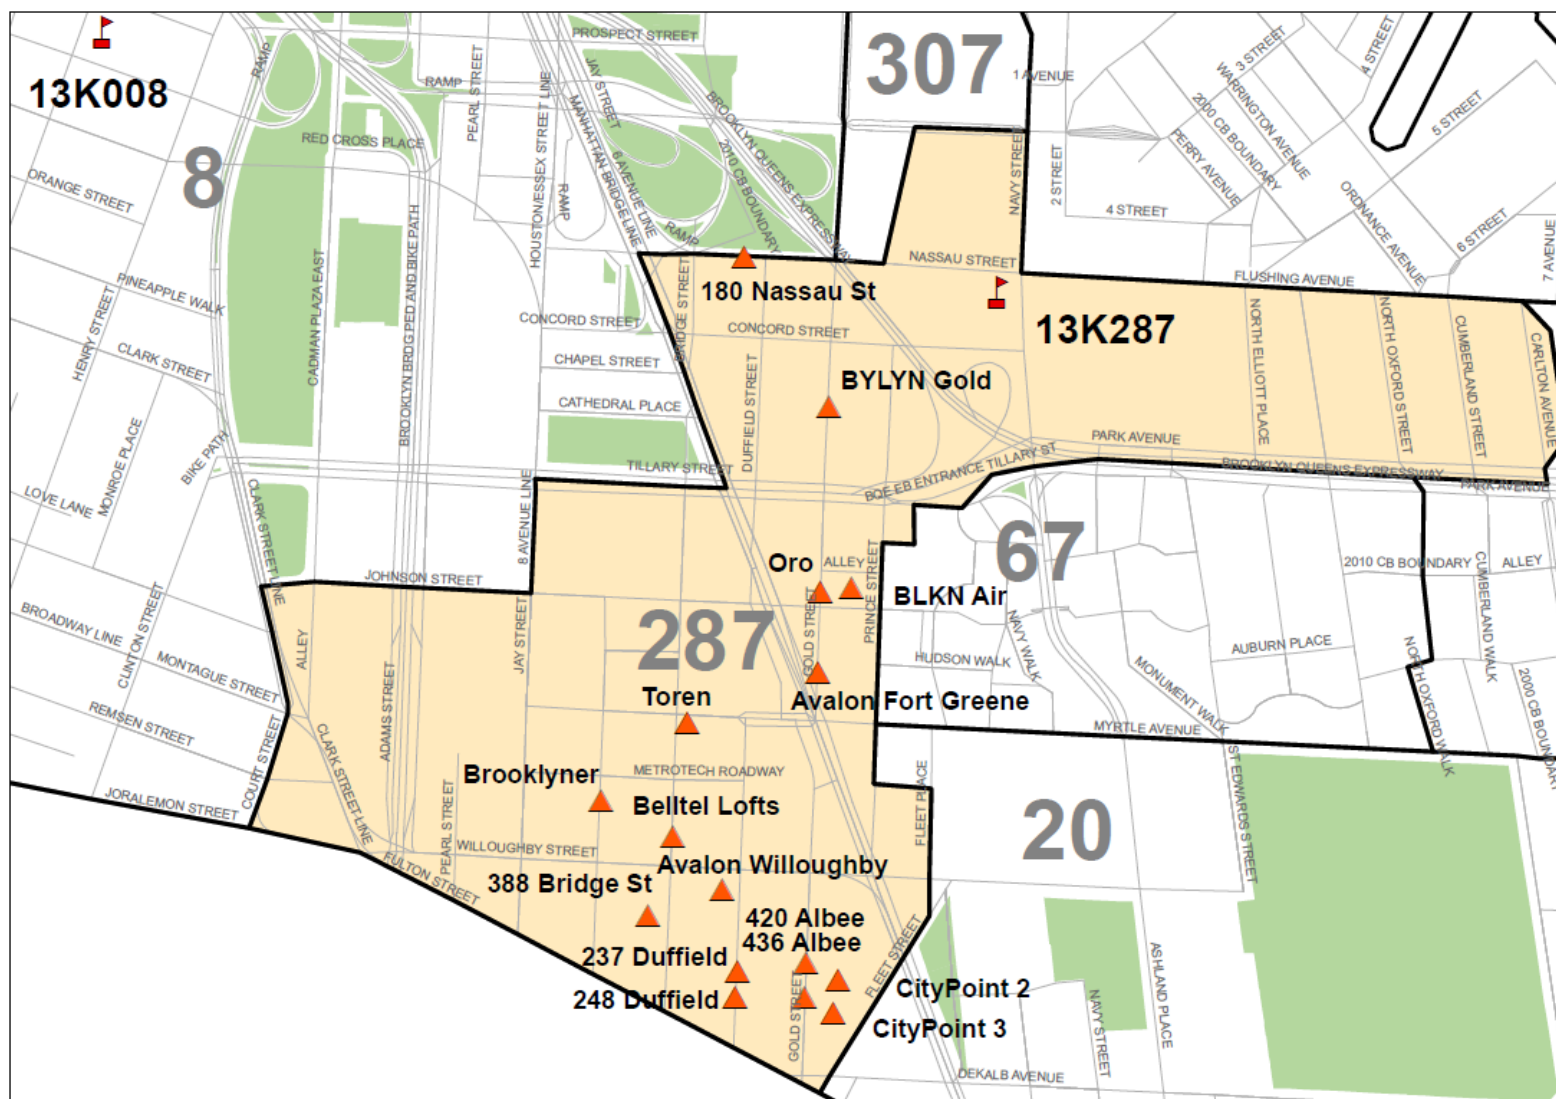 PROSPECT STREET
307
3 STREET
4 STREET
13K008
RAMP
RAMP
PEARL STREET
JAY STREET
1 AVENUE
WARRINGTON AVENUE
2000 CB BOUNDARY
5 STREET
HOUSTON/ESSEX STREET LINE
MANHATTAN BRIDGE LINE
BROOKLYN QUEENS EXPRESSWAY
RED CROSS PLACE
8
6 AVENUE LINE
2010 CB BOUNDARY
NAVY STREET
2 STREET
PERRY AVENUE
ORANGE STREET
RAMP
RAMP
4 STREET
ORDNANCE AVENUE
6 STREET
7 AVENUE
BROOKLYN BRDG PED AND BIKE PATH
CADMAN PLAZA EAST
PINEAPPLE WALK
HENRY STREET
NASSAU STREET
FLUSHING AVENUE
180 Nassau St
BRIDGE STREET
CONCORD STREET
CONCORD STREET
13K287
NORTH ELLIOTT PLACE
NORTH OXFORD STREET
CUMBERLAND STREET
CARLTON AVENUE
CLARK STREET
CHAPEL STREET
DUFFIELD STREET
BYLYN Gold
CATHEDRAL PLACE
MONROE PLACE
BIKE PATH
TILLARY STREET
PARK AVENUE
BQE EB ENTRANCE TILLARY ST
BROOKLYN QUEENS EXPRESSWAY
PARK AVENUE
LOVE LANE
CLARK STREET LINE
8 AVENUE LINE
67
Oro
ALLEY
PRINCE STREET
2010 CB BOUNDARY
ALLEY
JOHNSON STREET
BLKN Air
CUMBERLAND WALK
BROADWAY LINE
CLINTON STREET
JAY STREET
287
GOLD STREET
NAVY WALK
HUDSON WALK
AUBURN PLACE
MONTAGUE STREET
ALLEY
MONUMENT WALK
NORTH OXFORD WALK
2000 CB BOUNDARY
REMSEN STREET
ADAMS STREET
Toren
Avalon Fort Greene
MYRTLE AVENUE
COURT STREET
CLARK STREET LINE
Brooklyner
METROTECH ROADWAY
FLEET PLACE
ST EDWARDS STREET
JORALEMON STREET
PEARL STREET
Belltel Lofts
20
WILLOUGHBY STREET
FULTON STREET
Avalon Willoughby
388 Bridge St
420 Albee
436 Albee
237 Duffield
FLEET STREET
ASHLAND PLACE
248 Duffield
GOLD STREET
CityPoint 2
CityPoint 3
NAVY STREET
DEKALB AVENUE